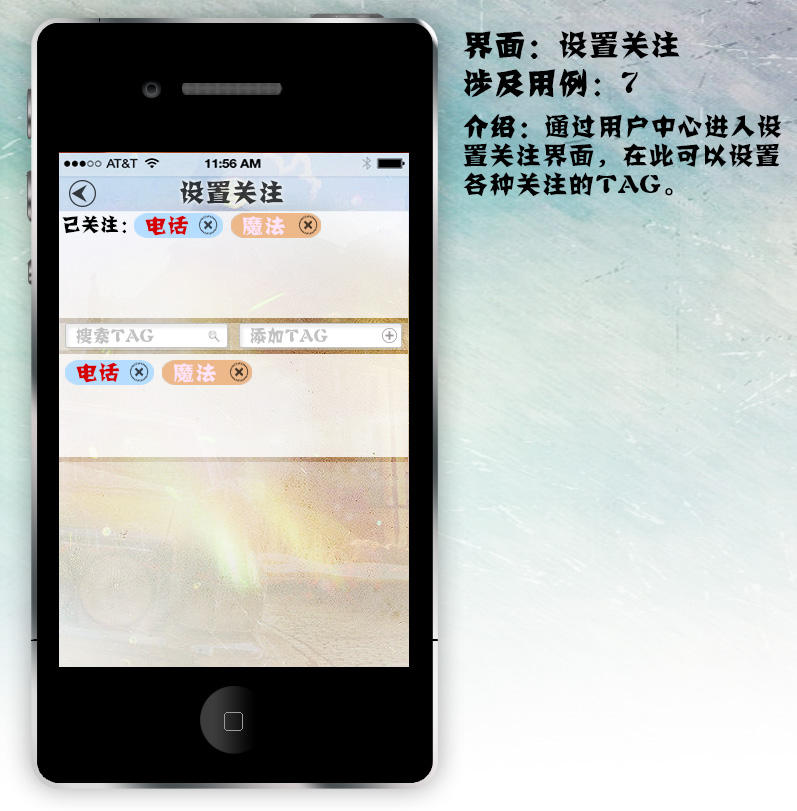 界面：设置关注
涉及用例：7
介绍：通过用户中心进入设
置关注界面，在此可以设置
各种关注的TAG。
AT&T 11:56 AM
设置关注
已关注： 电话 魔法
搜索TAG 添加TAG
电话 魔法